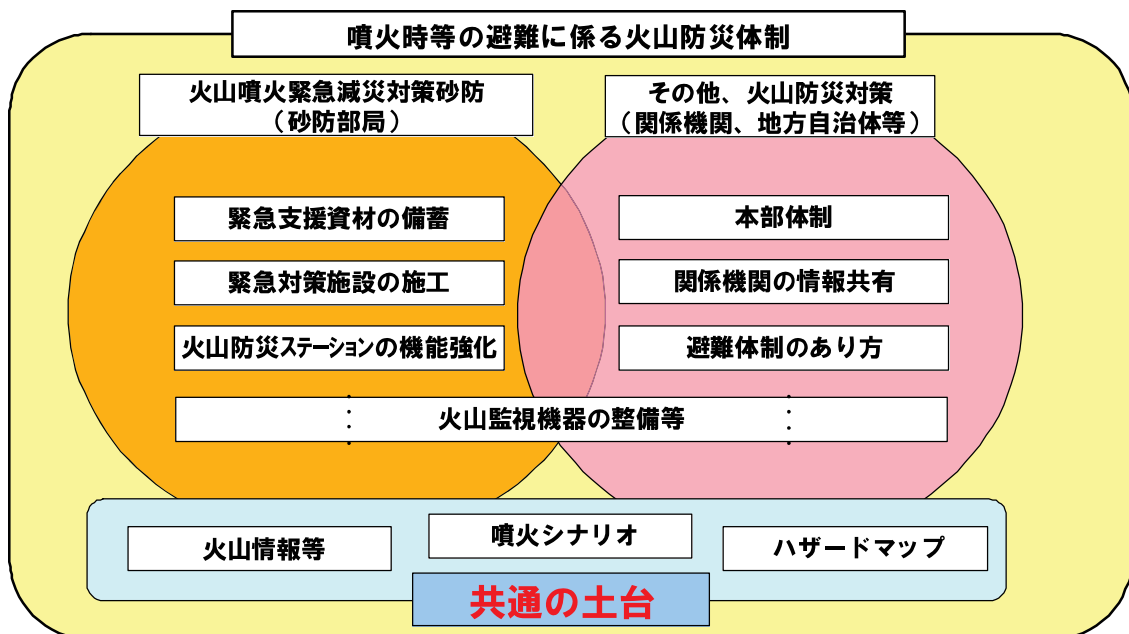 噴火時等の避難に係る火山防災体制
火山噴火緊急減災対策砂防
（砂防部局）
その他、火山防災対策
（関係機関、地方自治体等）
緊急支援資材の備蓄
緊急対策施設の施工
火山防災ステーションの機能強化
本部体制
関係機関の情報共有
避難体制のあり方
火山監視機器の整備等
火山情報等
噴火シナリオ
ハザードマップ
共通の土台